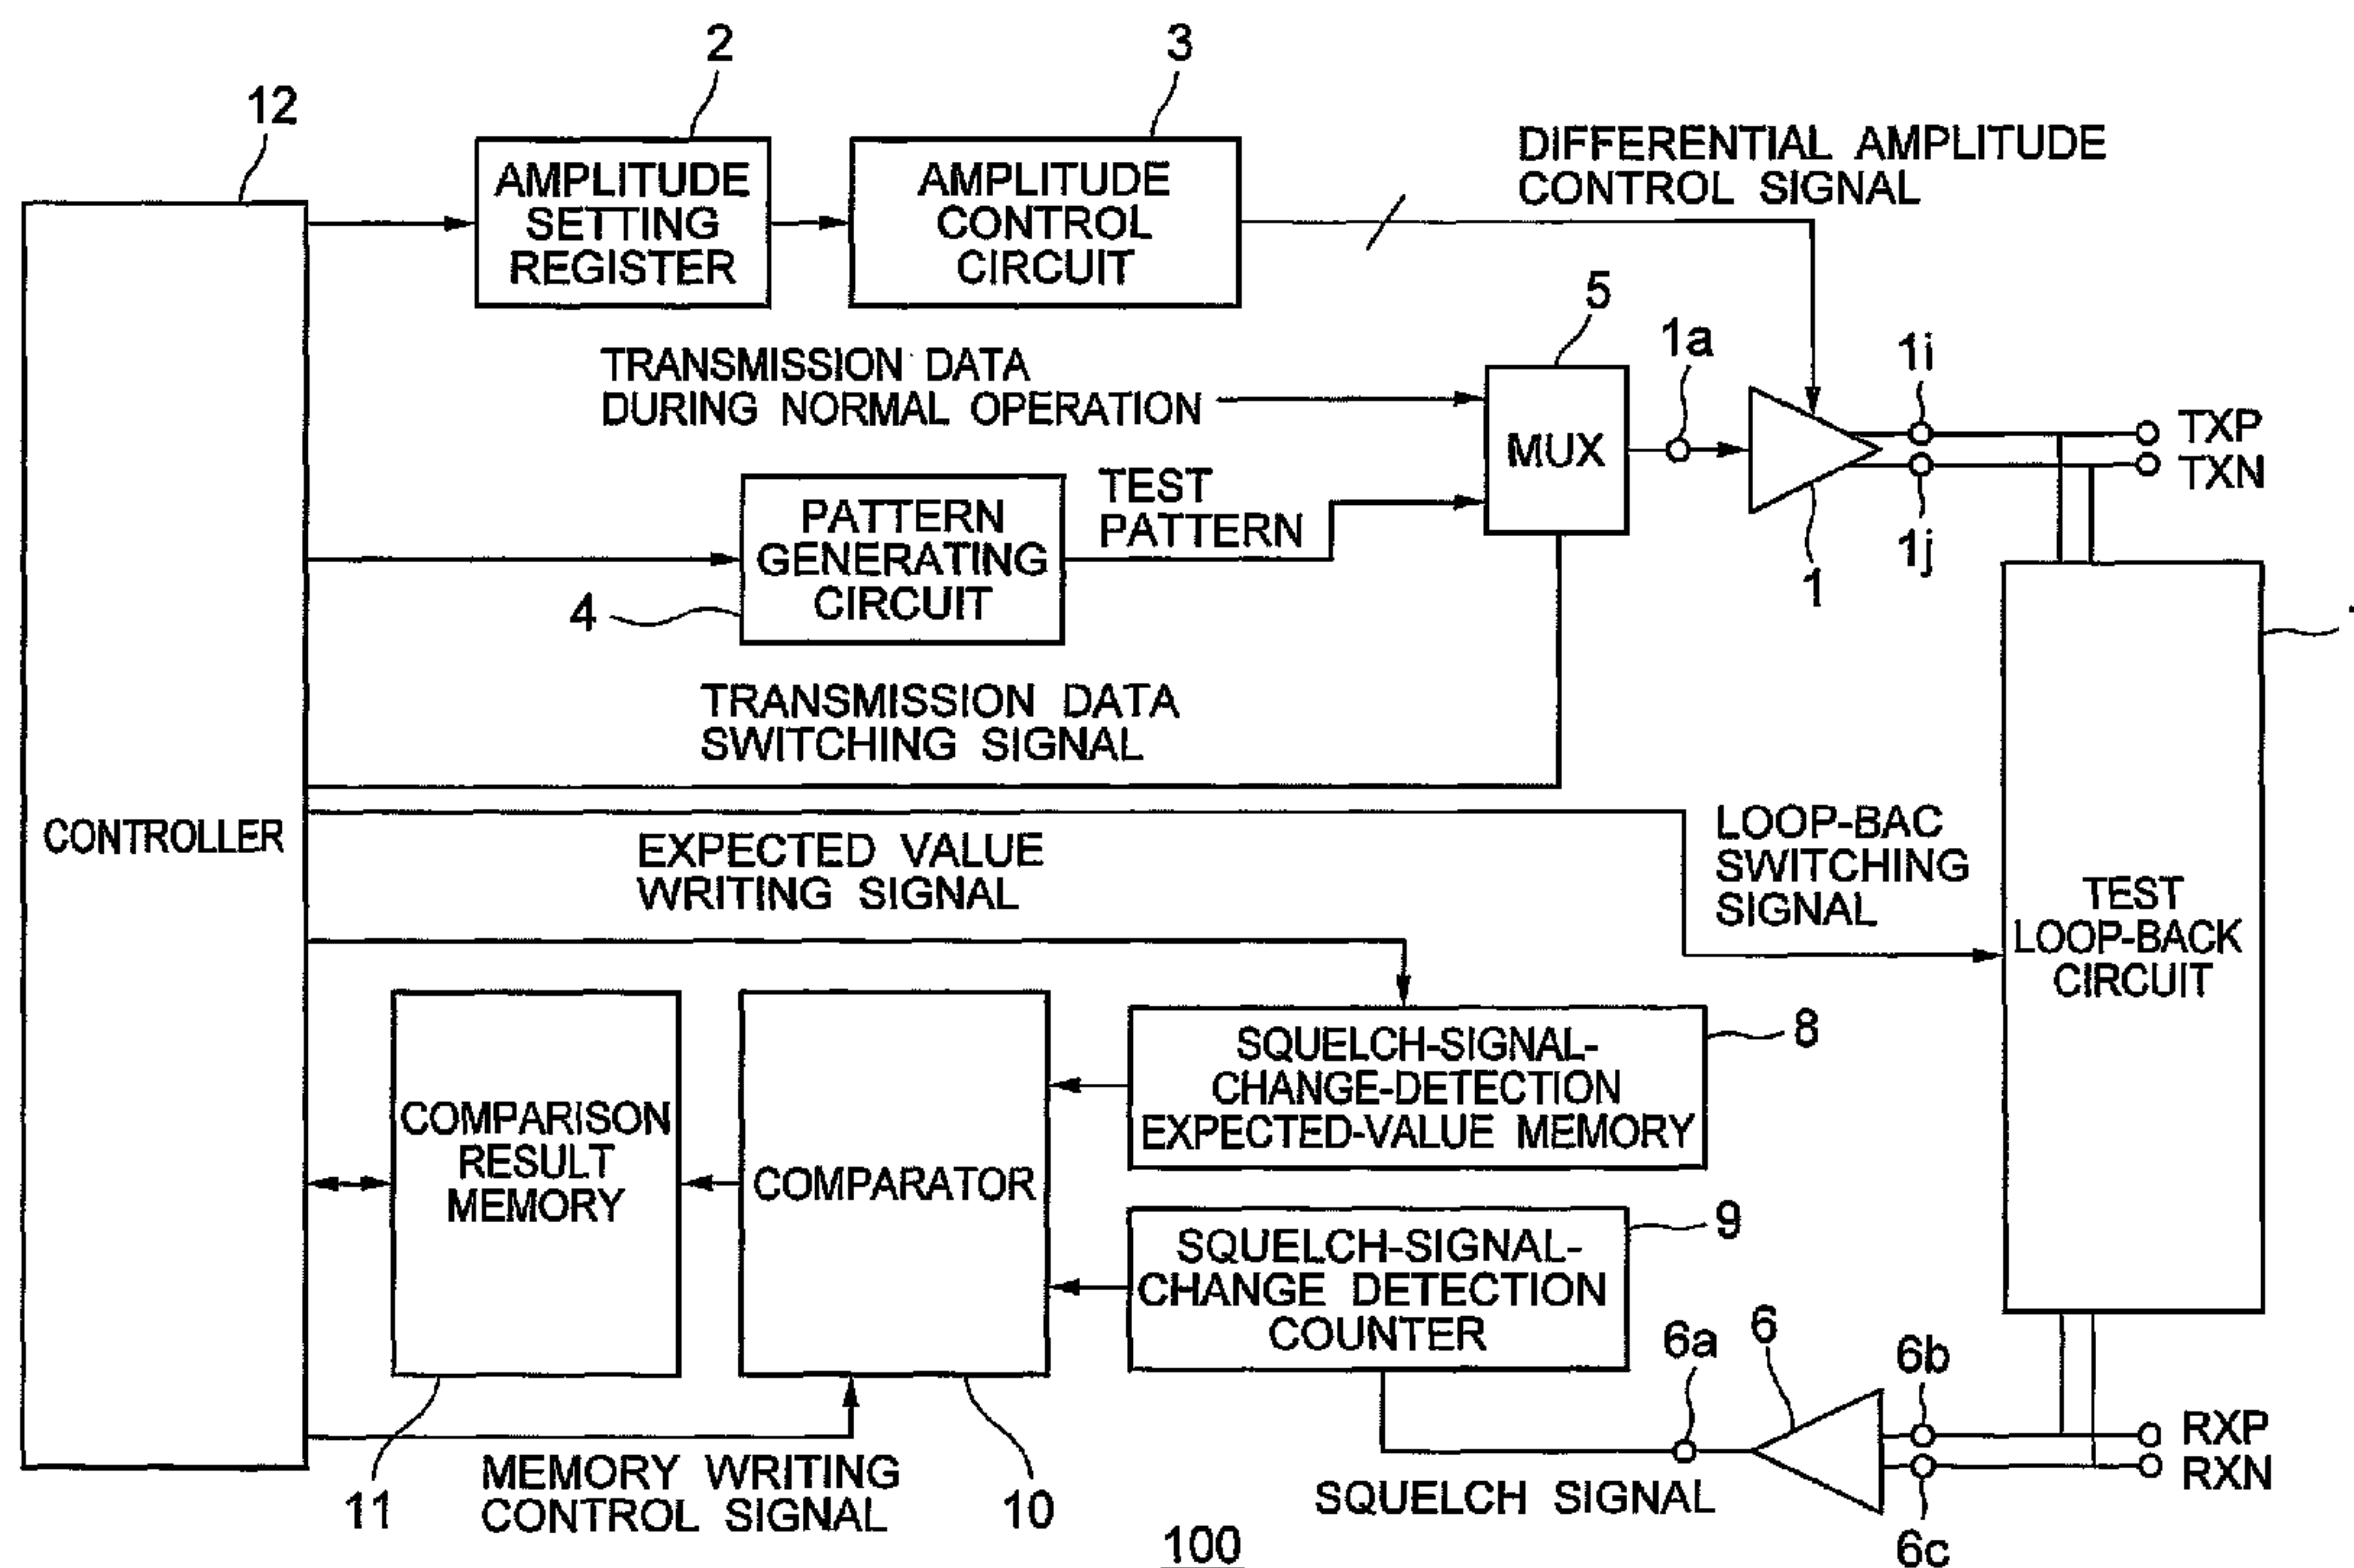 2
3
12
AMPLITUDE
SETTING
REGISTER
AMPLITUDE
CONTROL
CIRCUIT
DIFFERENTIAL AMPLITUDE
CONTROL SIGNAL
5
1a
1i
TRANSMISSION DATA
DURING NORMAL OPERATION
MUX
TXP
TXN
TEST
PATTERN
PATTERN
GENERATING
CIRCUIT
4
1
1j
TRANSMISSION DATA
SWITCHING SIGNAL
CONTROLLER
EXPECTED VALUE
WRITING SIGNAL
LOOP-BAC
SWITCHING
SIGNAL
TEST
LOOP-BACK
CIRCUIT
SQUELCH-SIGNAL-
CHANGE-DETECTION
EXPECTED-VALUE MEMORY
8
COMPARISON
RESULT
MEMORY
COMPARATOR
9
SQUELCH-SIGNAL-
CHANGE DETECTION
COUNTER
6a
6
6b
RXP
RXN
6c
MEMORY WRITING
CONTROL SIGNAL
11
10
SQUELCH SIGNAL
100